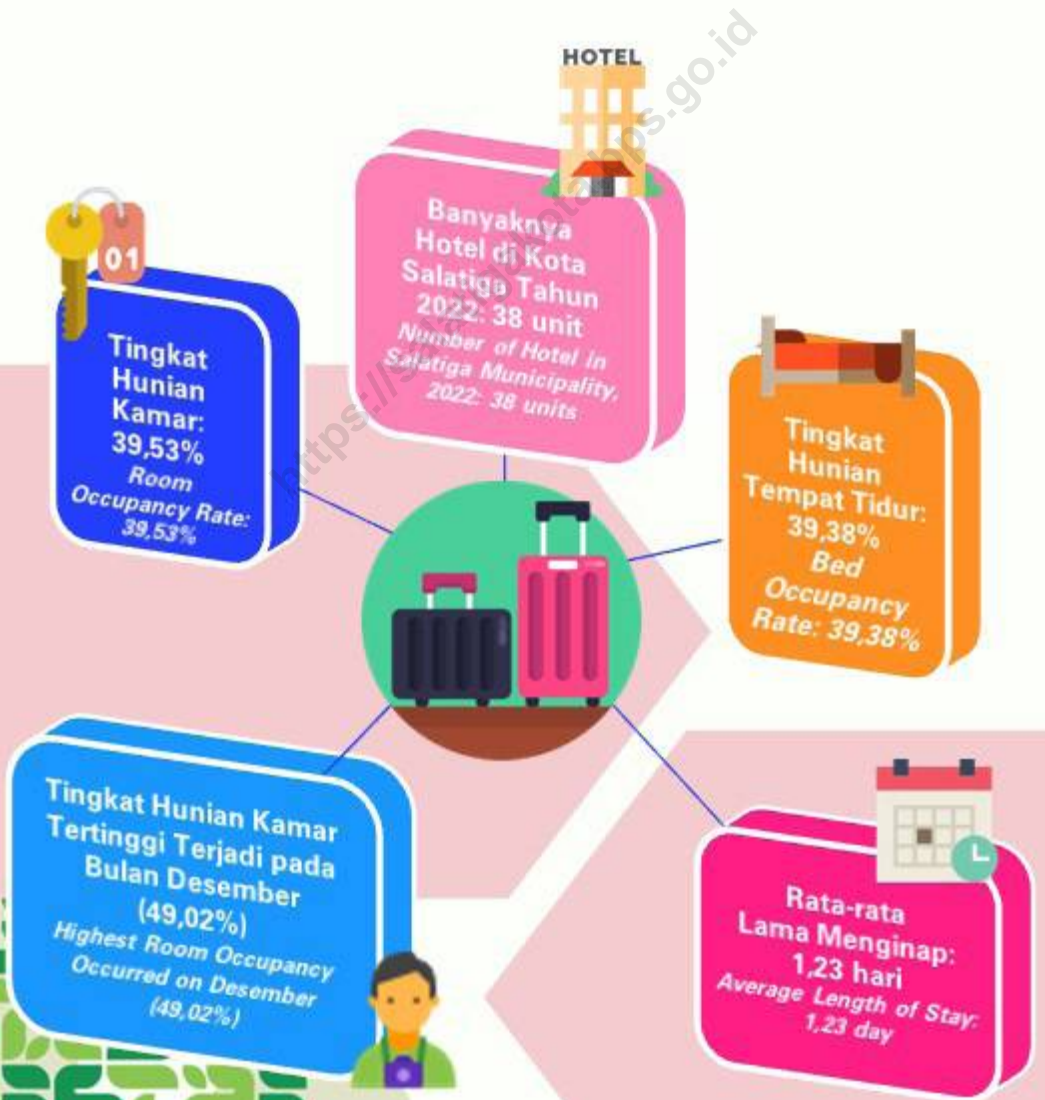 HOTEL
Banyaknya
Hotel di Kota
Salatiga Tahun
2022: 38 unit
Number of Hotel in
Salatiga Municipality,
2022: 38 units
01
Tingkat
Hunian
Kamar:
39,53%
Room
Occupancy Rate:
39,53%
Tingkat
Hunian
Tempat Tidur:
39,38%
Bed
Occupancy
Rate: 39,38%
Tingkat Hunian Kamar
Tertinggi Terjadi pada
Bulan Desember
(49,02%)
Highest Room Occupancy
Occurred on Desember
(49,02%)
Rata-rata
Lama Menginap:
1,23 hari
Average Length of Stay:
1,23 day